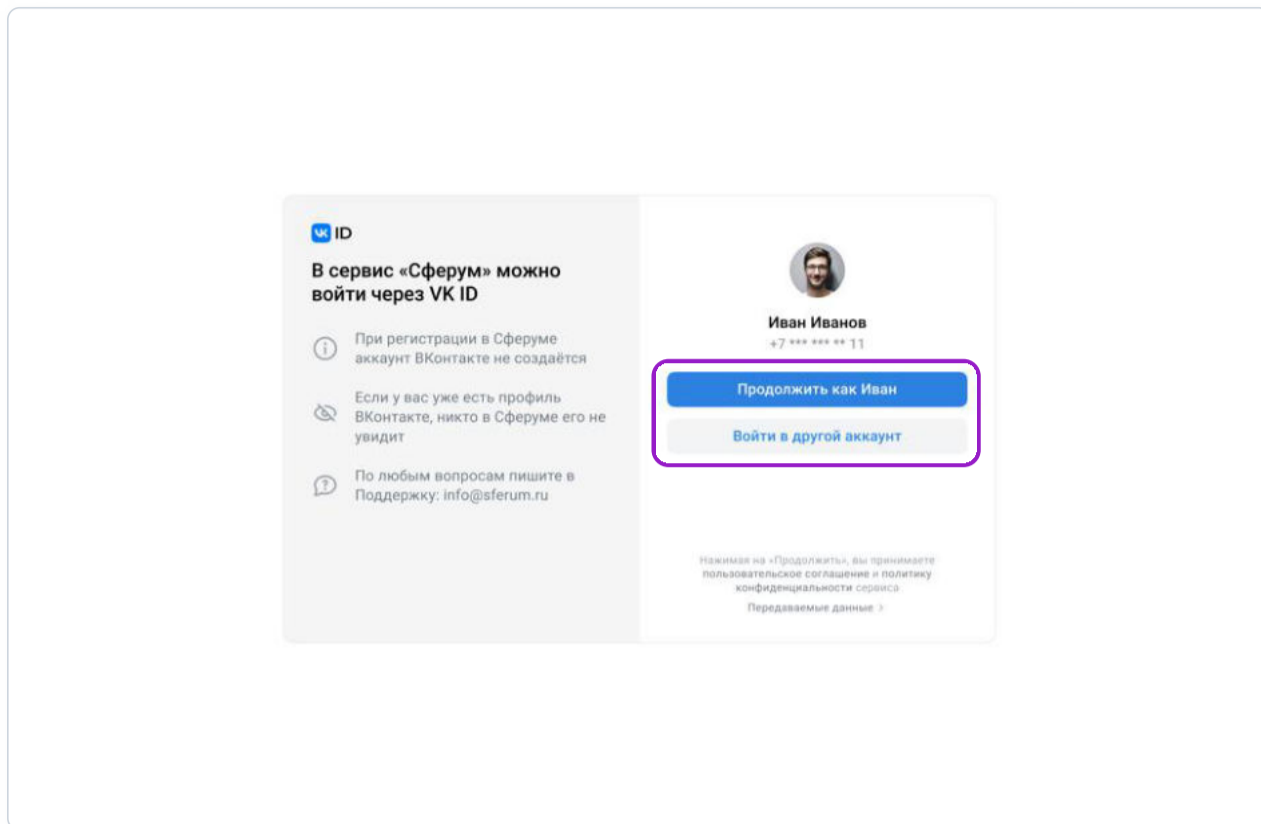 VK ID
В сервис «Сферум» можно
войти через VK ID
При регистрации в Сферуме
аккаунт ВКонтакте не создаётся
Если у вас уже есть профиль
ВКонтакте, никто в Сферуме его не
увидит
По любым вопросам пишите в
Поддержку: info@sferum.ru
Иван Иванов
+7 *** *** ** 11
Продолжить как Иван
Войти в другой аккаунт
Нажимая на «Продолжить», вы принимаете
пользовательское соглашение и политику
конфиденциальности сервиса
Передаваемые данные